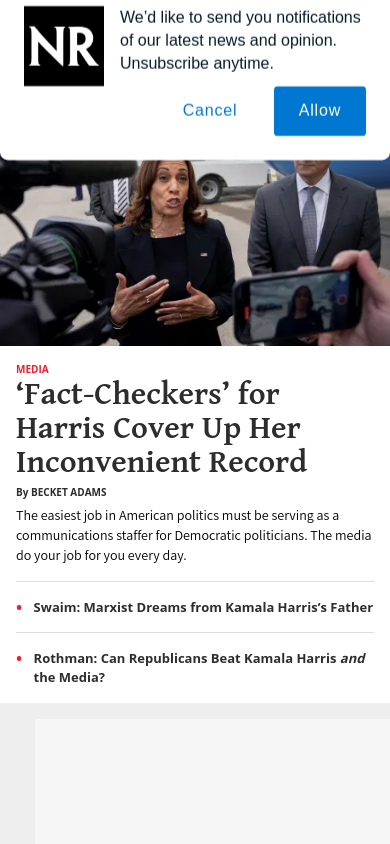 NR
We'd like to send you notifications
of our latest news and opinion.
Unsubscribe anytime.
Cancel
Allow
MEDIA
‘Fact-Checkers’ for
Harris Cover Up Her
Inconvenient Record
By BECKET ADAMS
The easiest job in American politics must be serving as a
communications staffer for Democratic politicians. The media
do your job for you every day.
• Swaim: Marxist Dreams from Kamala Harris’s Father
• Rothman: Can Republicans Beat Kamala Harris and
the Media?